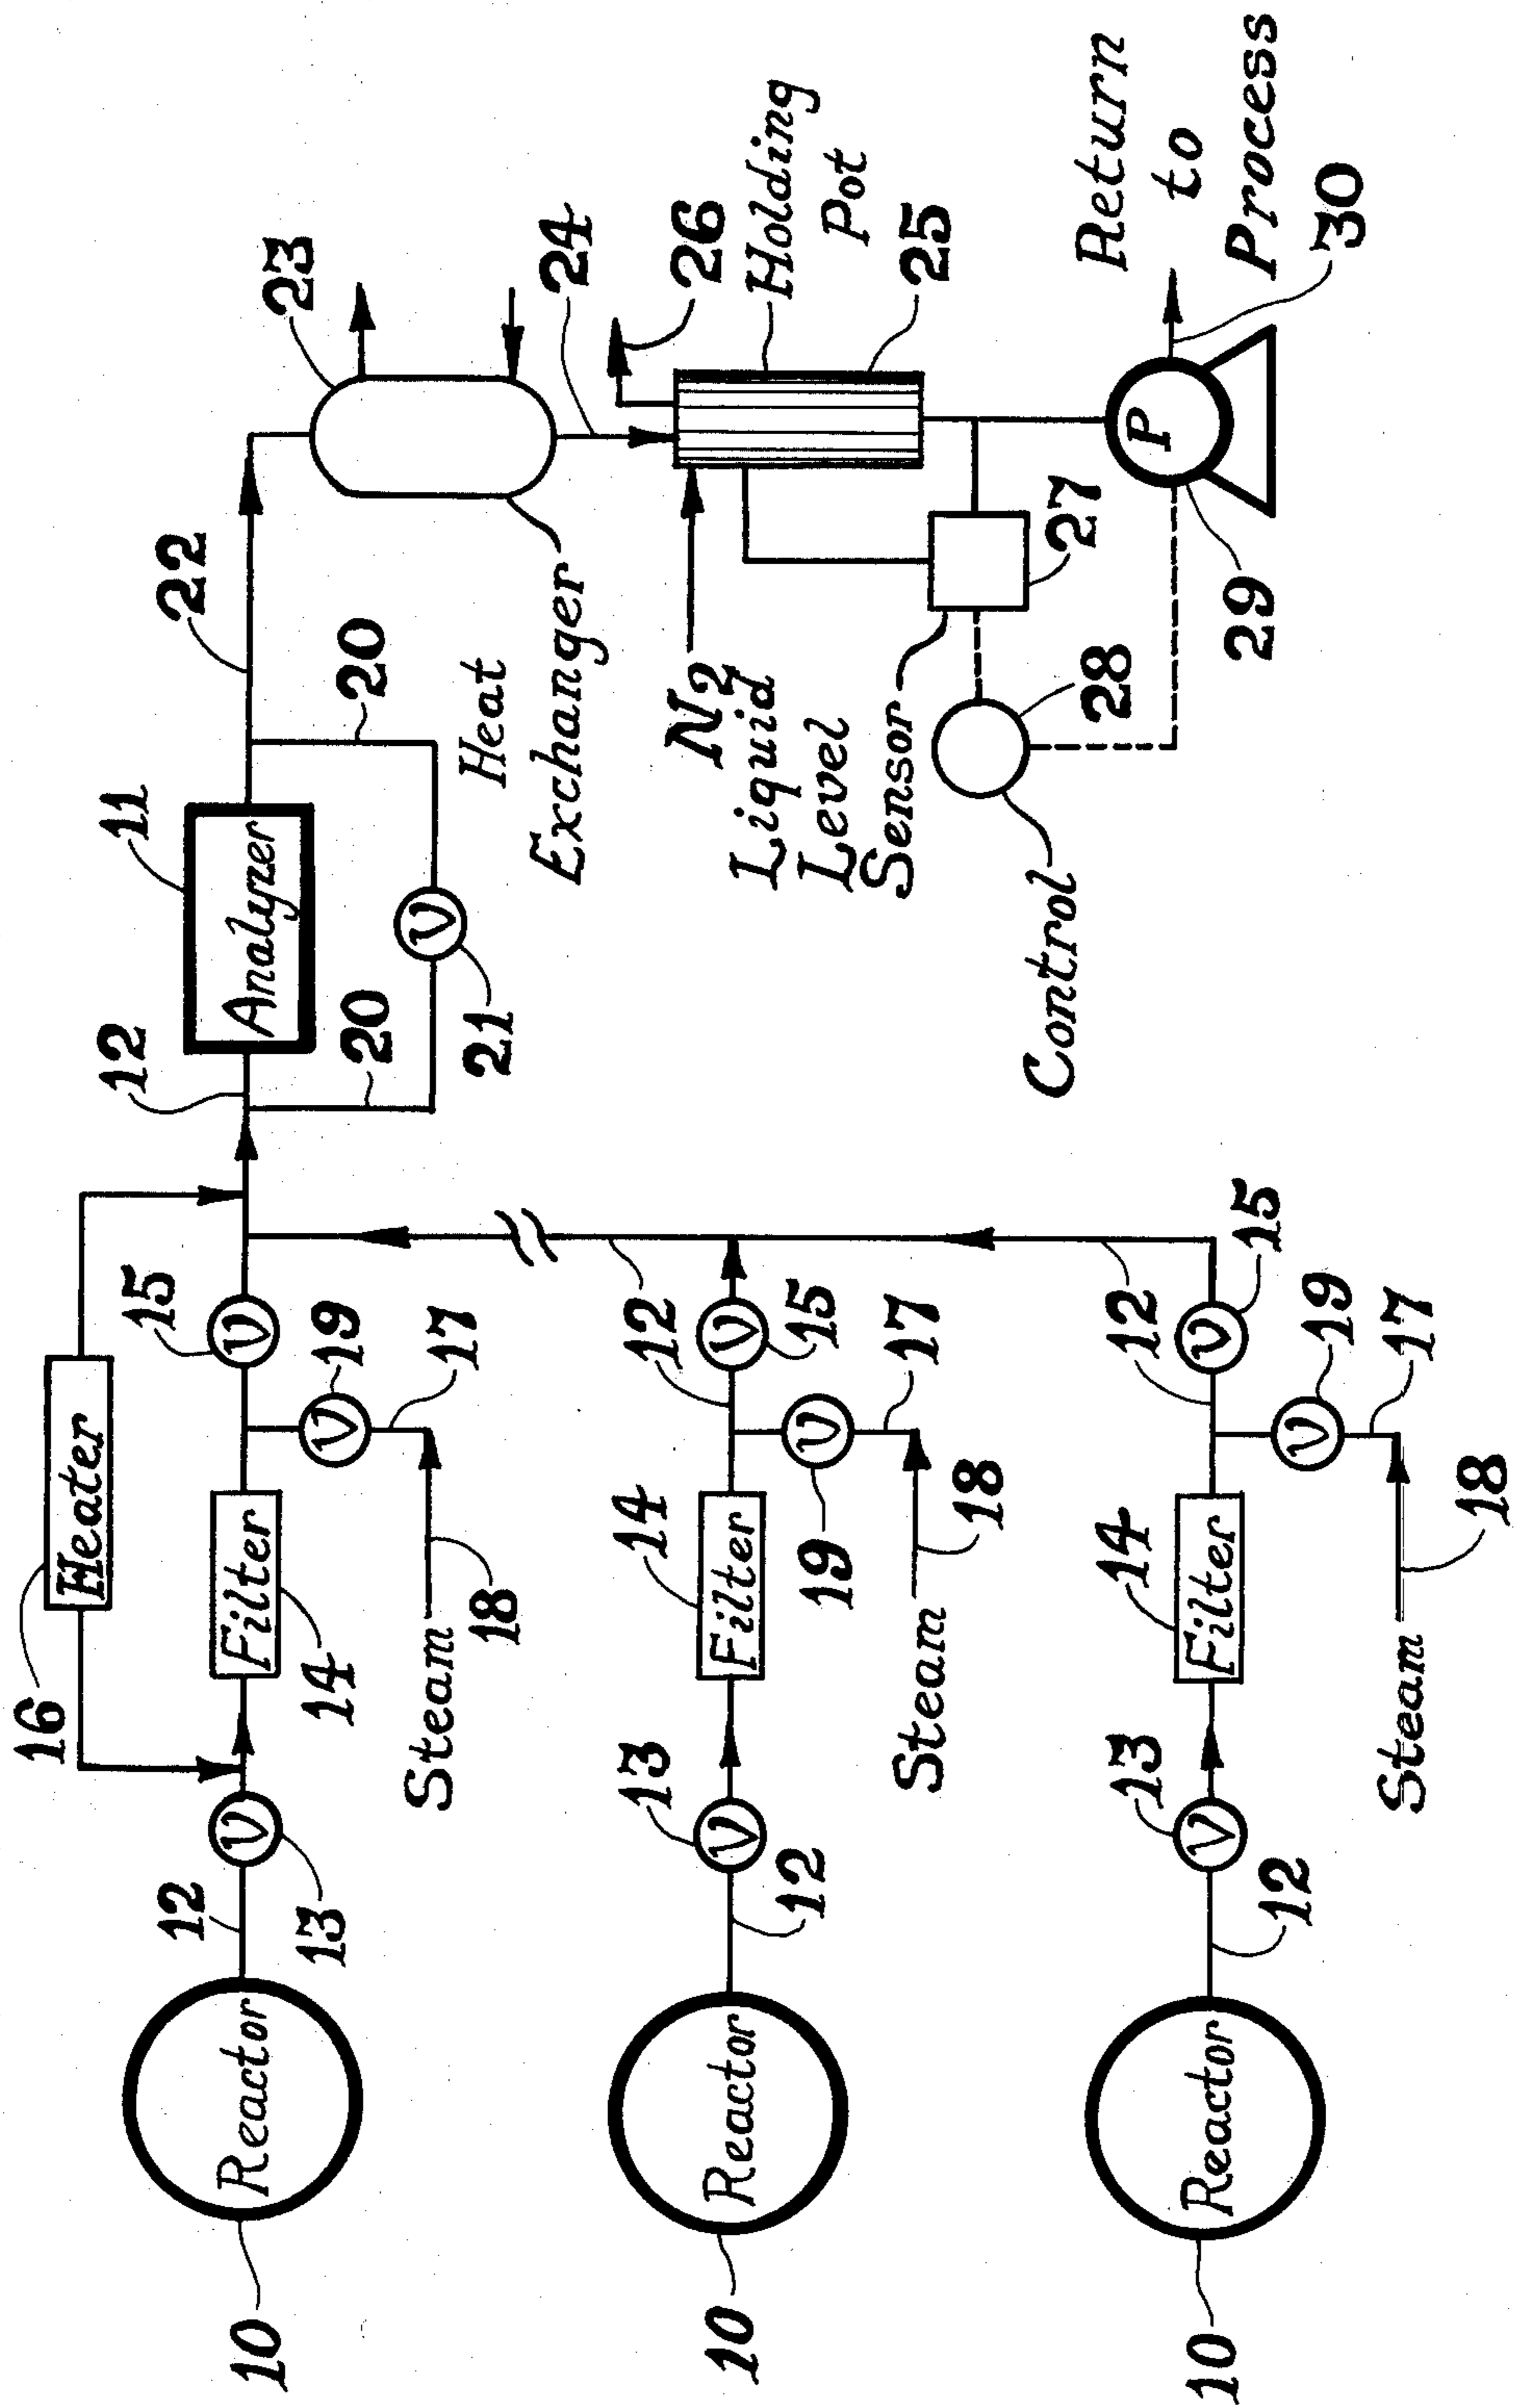 16
Heater
15
12
11
22
23
12
10
Reactor
V
Filter
V
Analyzer
13
14
V
19
20
20
V
21
17
Steam
18
Heat
Exchanger
24
26
N2
Holding
Pot
25
Liquid
Level
Sensor
27
28
Control
P
29
30
Return
to
Process
10
Reactor
12
13
V
14
Filter
12
V
15
12
V
19
17
Steam
18
10
Reactor
12
13
V
14
Filter
12
V
15
V
19
17
Steam
18